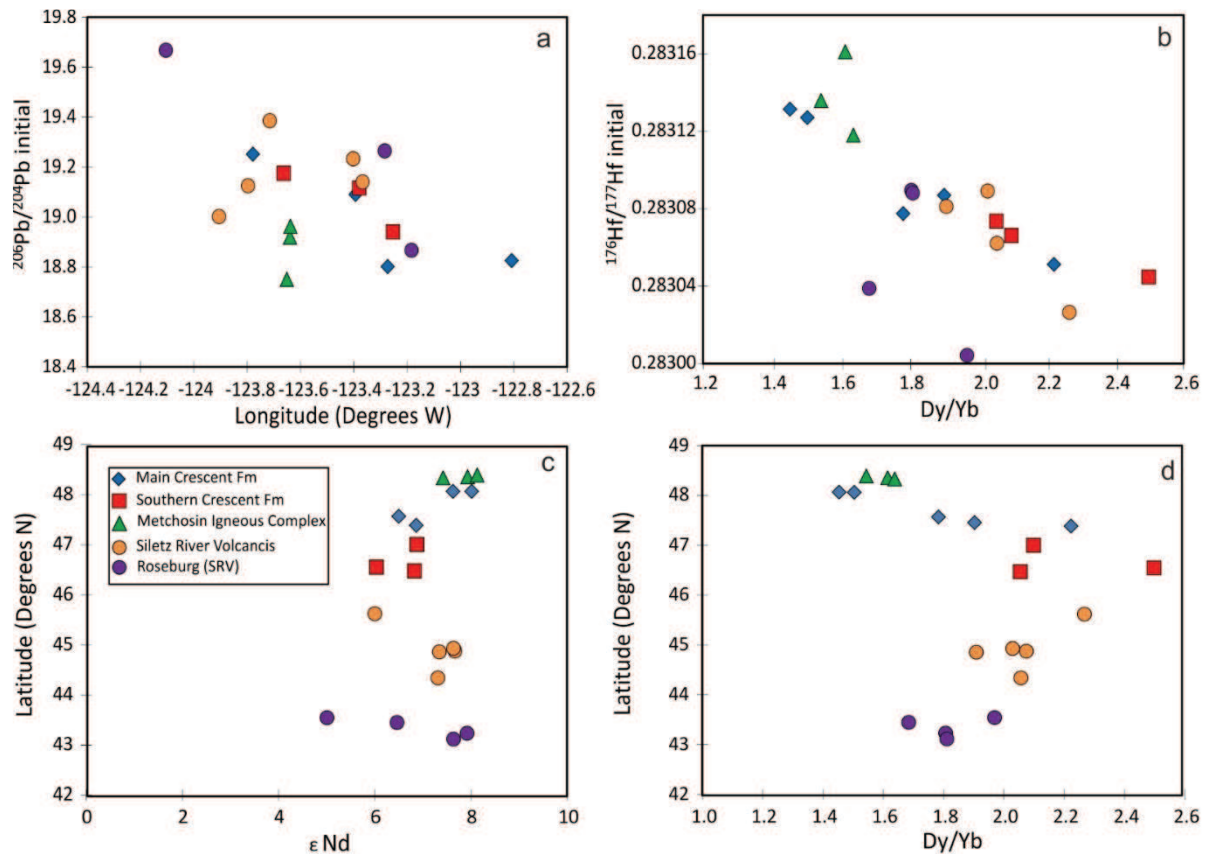 a
19.8
19.6
19.4
19.2
19.0
18.8
18.6
18.4
206Pb/204Pb initial
-124.4 -124.2 -124 -123.8 -123.6 -123.4 -123.2 -123 -122.8 -122.6
Longitude (Degrees W)
b
0.28316
0.28312
0.28308
0.28304
0.28300
176Hf/177Hf initial
1.2 1.4 1.6 1.8 2.0 2.2 2.4 2.6
Dy/Yb
c
49
48
47
46
45
44
43
42
Latitude (Degrees N)
Main Crescent Fm
Southern Crescent Fm
Metchosin Igneous Complex
Siletz River Volcancis
Roseburg (SRV)
0 2 4 6 8 10
εNd
d
49
48
47
46
45
44
43
42
Latitude (Degrees N)
1.0 1.2 1.4 1.6 1.8 2.0 2.2 2.4 2.6
Dy/Yb